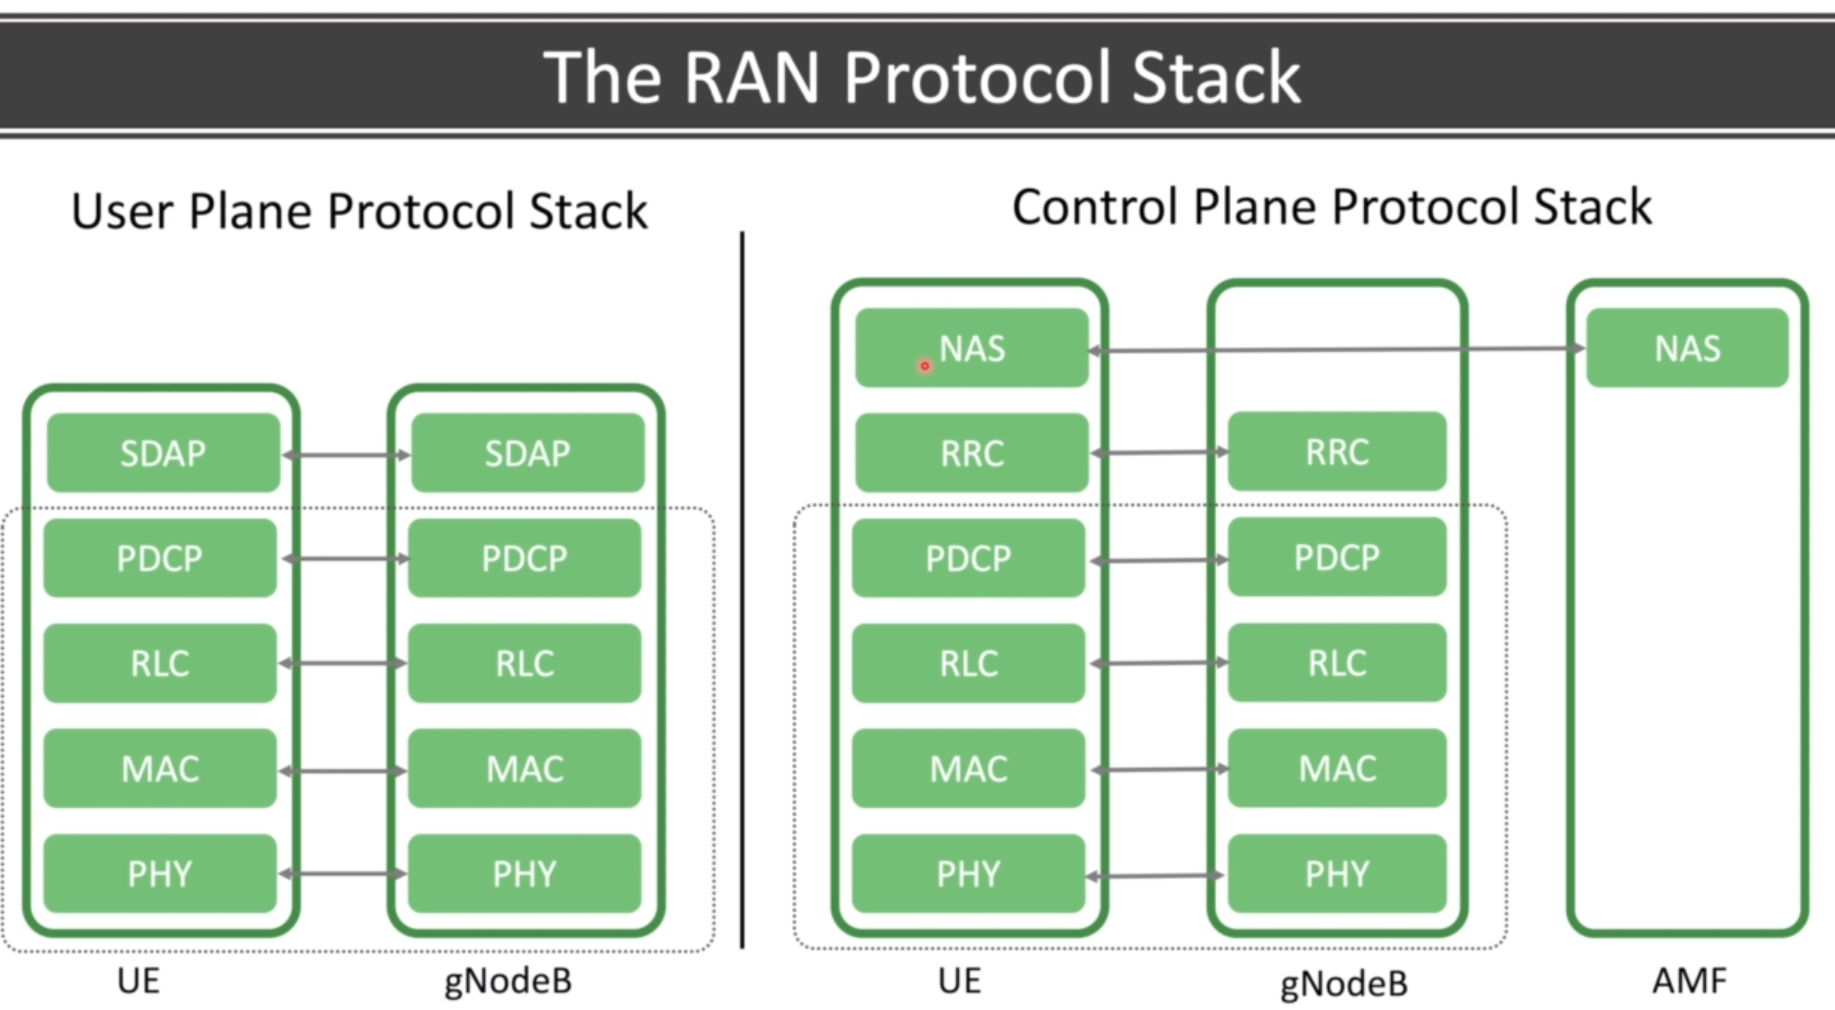 The RAN Protocol Stack
User Plane Protocol Stack
SDAP SDAP
PDCP PDCP
RLC RLC
MAC MAC
PHY PHY
UE gNodeB
Control Plane Protocol Stack
NAS NAS
RRC RRC
PDCP PDCP
RLC RLC
MAC MAC
PHY PHY
UE gNodeB AMF